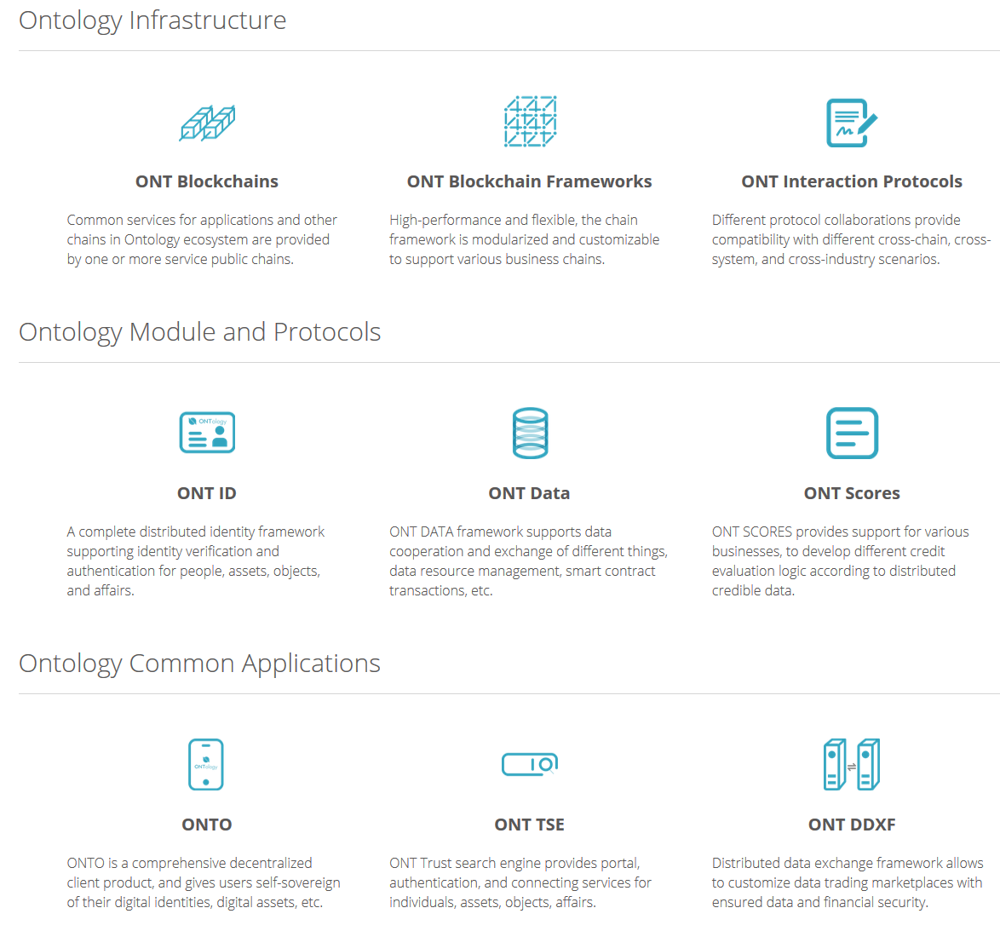 Ontology Infrastructure
ONT Blockchains
Common services for applications and other
chains in Ontology ecosystem are provided
by one or more service public chains.
ONT Blockchain Frameworks
High-performance and flexible, the chain
framework is modularized and customizable
to support various business chains.
ONT Interaction Protocols
Different protocol collaborations provide
compatibility with different cross-chain, cross-
system, and cross-industry scenarios.
Ontology Module and Protocols
ONTology
ONT ID
A complete distributed identity framework
supporting identity verification and
authentication for people, assets, objects,
and affairs.
ONT Data
ONT DATA framework supports data
cooperation and exchange of different things,
data resource management, smart contract
transactions, etc.
ONT Scores
ONT SCORES provides support for various
businesses, to develop different credit
evaluation logic according to distributed
credible data.
Ontology Common Applications
ONTology
ONTO
ONTO is a comprehensive decentralized
client product, and gives users self-sovereign
of their digital identities, digital assets, etc.
ONT TSE
ONT Trust search engine provides portal,
authentication, and connecting services for
individuals, assets, objects, affairs.
ONT DDXF
Distributed data exchange framework allows
to customize data trading marketplaces with
ensured data and financial security.